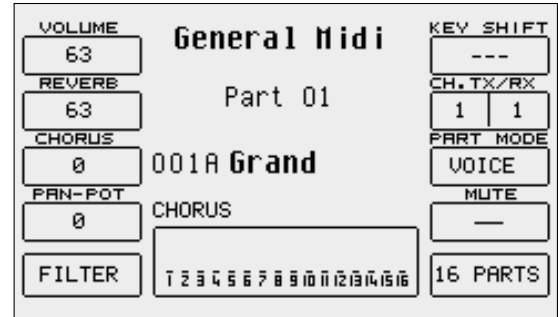 VOLUME
63
REVERB
63
CHORUS
0
PAN-POT
0
FILTER
General Midi
Part 01
001A Grand
CHORUS
1 2 3 4 5 6 7 8 9 10 11 12 13 14 15 16
KEY SHIFT
---
CH.TX/RX
1 1
PART MODE
VOICE
MUTE
—
16 PARTS